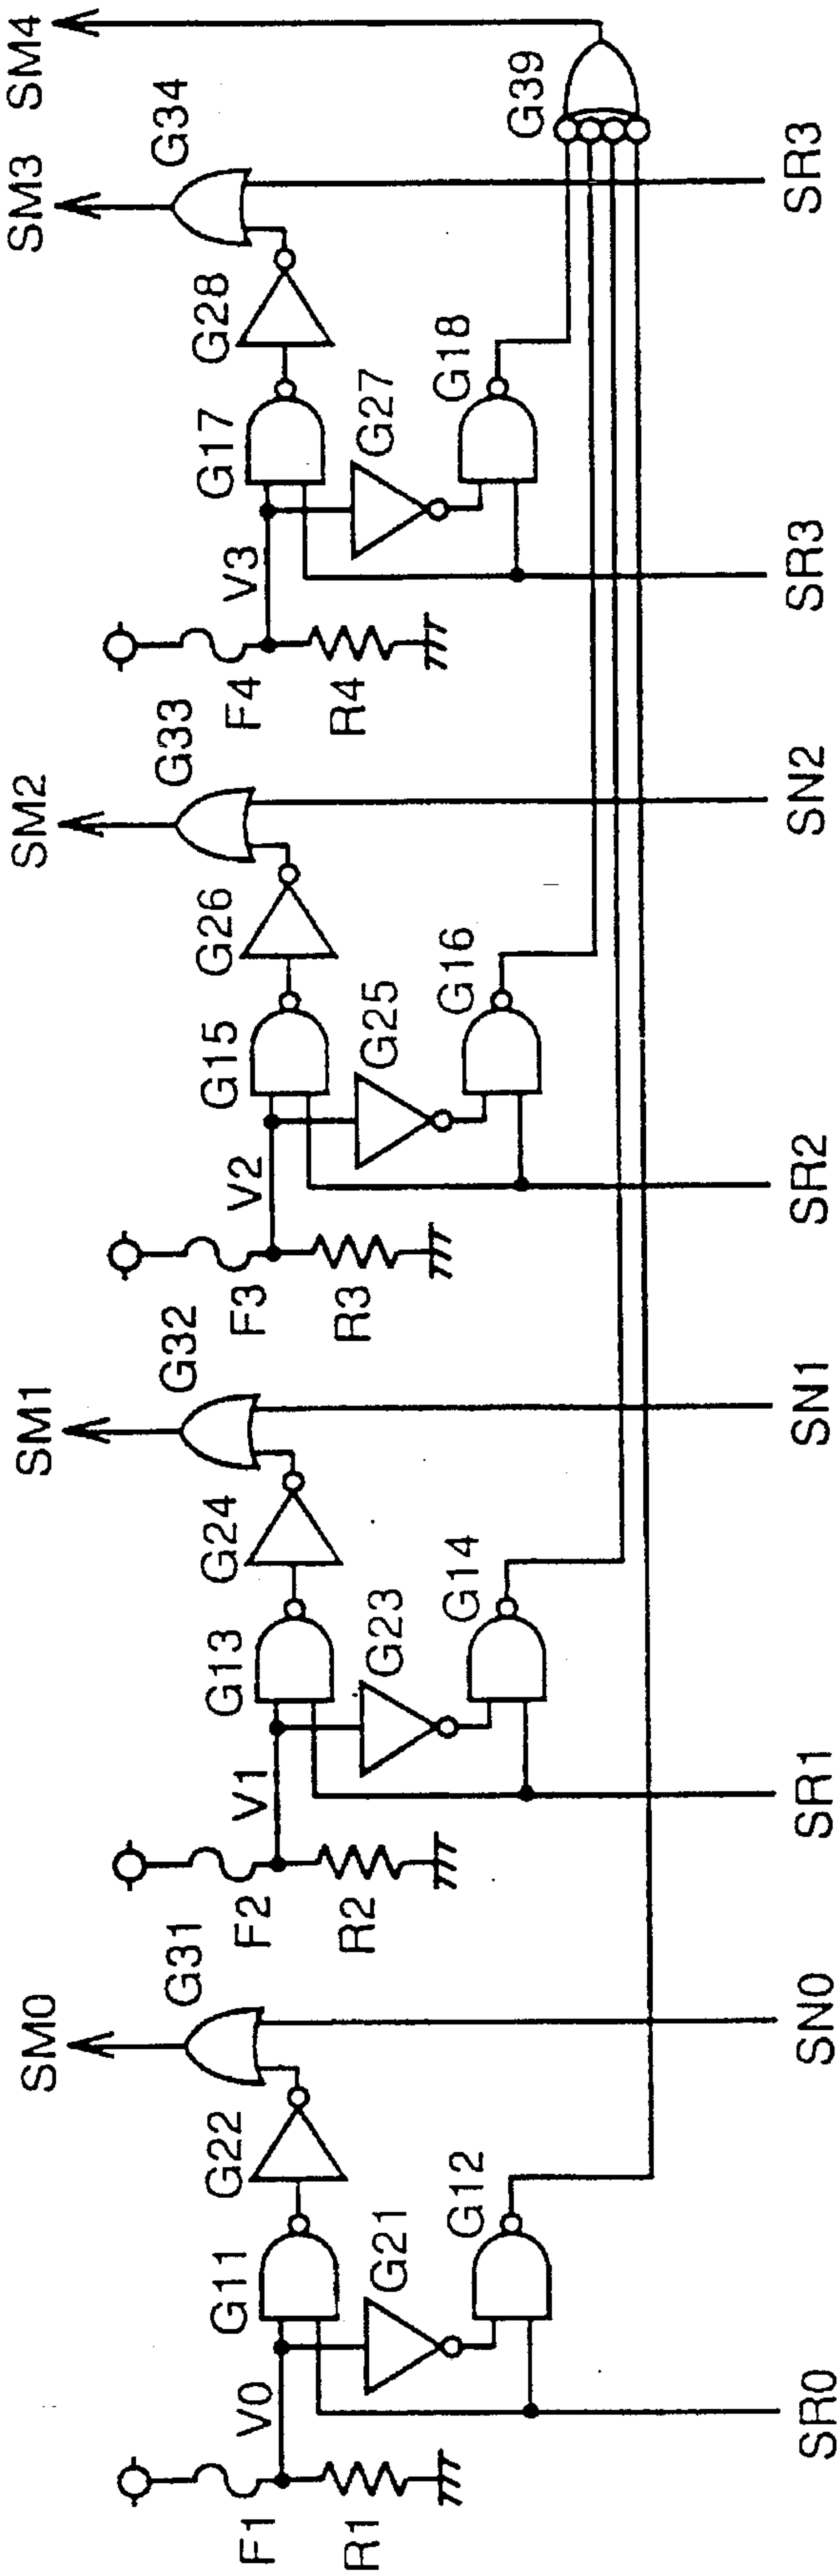 SM0
SM1
SM2
SM3
SM4
G31
G32
G33
G34
G22
G24
G26
G28
G11
G13
G15
G17
V0
V1
V2
V3
F1
F2
F3
F4
G21
G23
G25
G27
R1
R2
R3
R4
G12
G14
G16
G18
G39
SR0
SN0
SR1
SN1
SR2
SN2
SR3
SR3